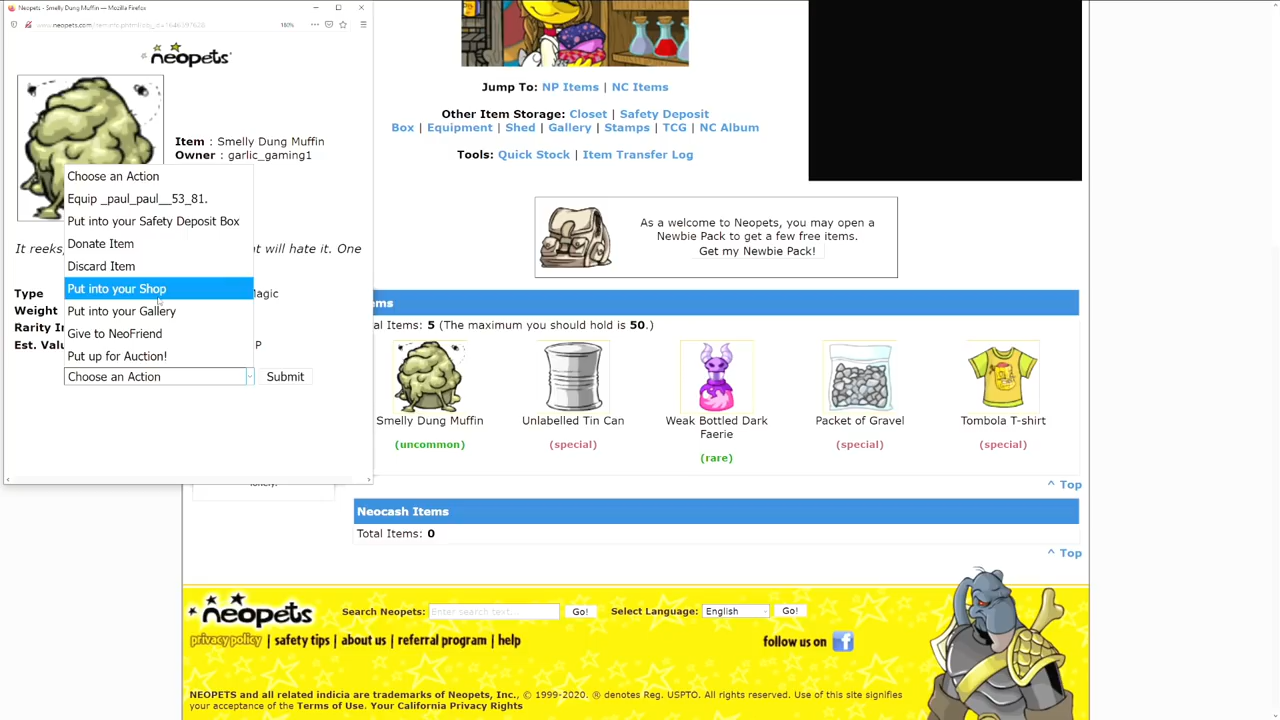 Neopets - Smelly Dung Muffin — Mozilla Firefox
180%
neopets
Item : Smelly Dung Muffin
Owner : garlic_gaming1
Choose an Action
Equip _paul_paul__53_81.
Put into your Safety Deposit Box
Donate Item
Discard Item
Put into your Shop
Put into your Gallery
Give to NeoFriend
Put up for Auction!
It reeks,
t will hate it. One
Type
Magic
Weight
Rarity In
Est. Valu
P
Choose an Action
Submit
Jump To: NP Items | NC Items
Other Item Storage: Closet | Safety Deposit
Box | Equipment | Shed | Gallery | Stamps | TCG | NC Album
Tools: Quick Stock | Item Transfer Log
As a welcome to Neopets, you may open a
Newbie Pack to get a few free items.
Get my Newbie Pack!
ems
al Items: 5 (The maximum you should hold is 50.)
Smelly Dung Muffin
(uncommon)
Unlabelled Tin Can
(special)
Weak Bottled Dark
Faerie
(rare)
Packet of Gravel
(special)
Tombola T-shirt
(special)
lonely.
^ Top
Neocash Items
Total Items: 0
^ Top
neopets
Search Neopets: Enter search text... Go! Select Language: English Go!
privacy policy | safety tips | about us | referral program | help
follow us on f
NEOPETS and all related indicia are trademarks of Neopets, Inc., © 1999-2020. ® denotes Reg. USPTO. All rights reserved. Use of this site signifies
your acceptance of the Terms of Use. Your California Privacy Rights